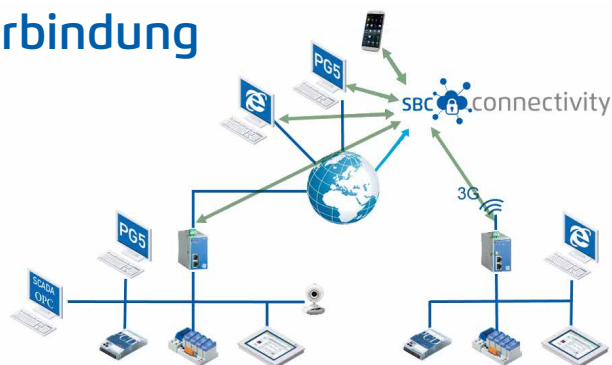 rbindung
PG5
SBC connectivity
3G
PG5
SCADA
OPC